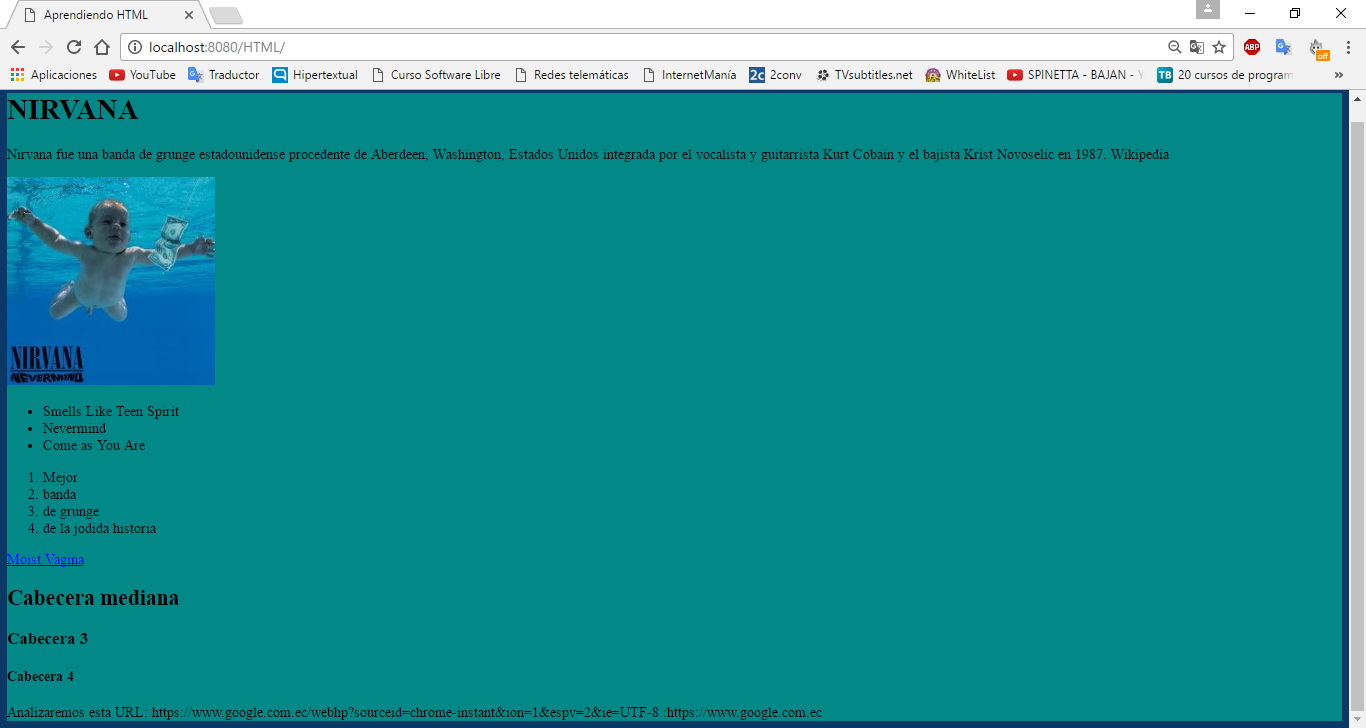 Aprendiendo HTML
localhost:8080/HTML/
ABP
off
Aplicaciones
YouTube
Traductor
Hipertextual
Curso Software Libre
Redes telemáticas
InternetManía
2c 2conv
TVsubtitles.net
WhiteList
SPINETTA - BAJAN -
TB 20 cursos de program
»
NIRVANA
Nirvana fue una banda de grunge estadounidense procedente de Aberdeen, Washington, Estados Unidos integrada por el vocalista y guitarrista Kurt Cobain y el bajista Krist Novoselic en 1987. Wikipedia
NIRVANA
NEVERMIND
• Smells Like Teen Spirit
• Nevermind
• Come as You Are
1. Mejor
2. banda
3. de grunge
4. de la jodida historia
Moist Vagina
Cabecera mediana
Cabecera 3
Cabecera 4
Analizaremos esta URL: https://www.google.com.ec/webhp?sourceid=chrome-instant&ion=1&espv=2&ie=UTF-8 :https://www.google.com.ec